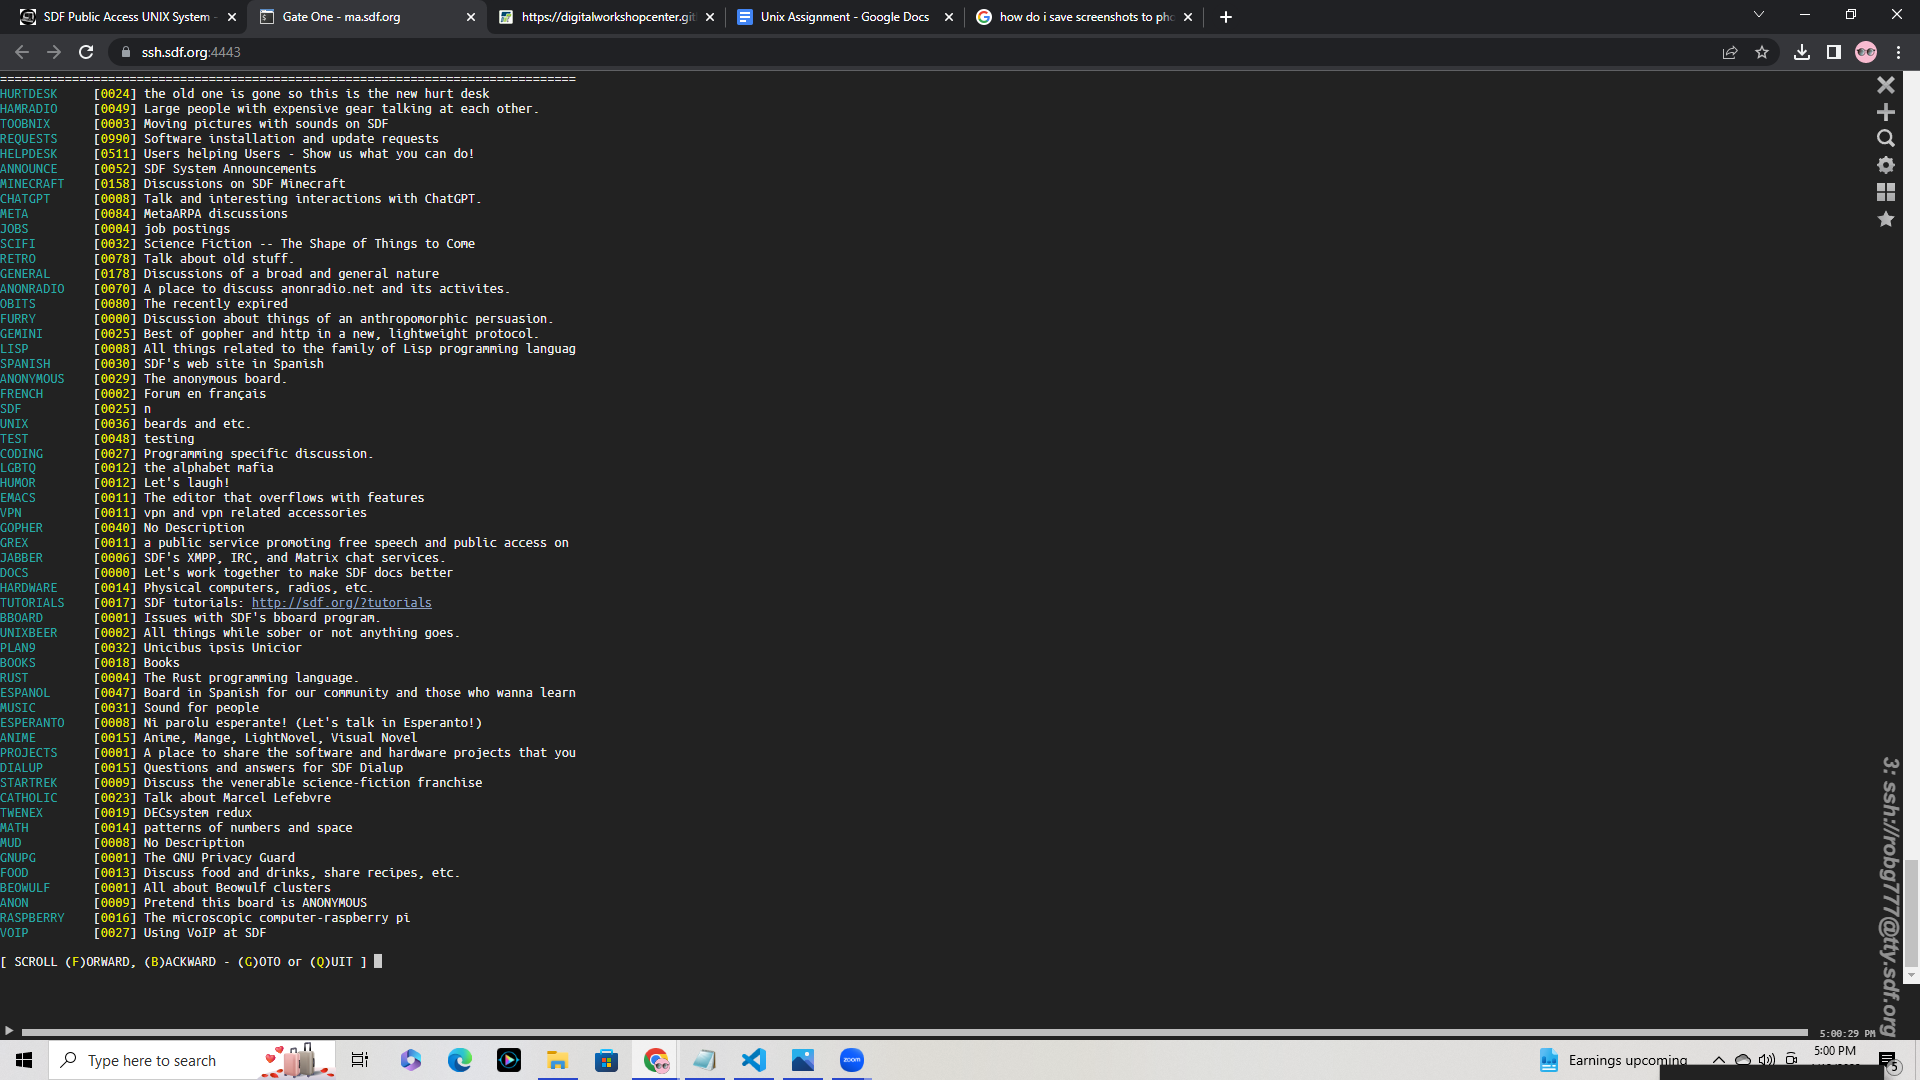 SDF Public Access UNIX System -
Gate One - ma.sdf.org
https://digitalworkshopcenter.git
Unix Assignment - Google Docs
how do i save screenshots to pho
ssh.sdf.org:4443
================================================================================
HURTDESK [0024] the old one is gone so this is the new hurt desk
HAMRADIO [0049] Large people with expensive gear talking at each other.
TOOBNIX [0003] Moving pictures with sounds on SDF
REQUESTS [0990] Software installation and update requests
HELPDESK [0511] Users helping Users - Show us what you can do!
ANNOUNCE [0052] SDF System Announcements
MINECRAFT [0158] Discussions on SDF Minecraft
CHATGPT [0008] Talk and interesting interactions with ChatGPT.
META [0084] MetaARPA discussions
JOBS [0004] job postings
SCIFI [0032] Science Fiction -- The Shape of Things to Come
RETRO [0078] Talk about old stuff.
GENERAL [0178] Discussions of a broad and general nature
ANONRADIO [0070] A place to discuss anonradio.net and its activites.
OBITS [0080] The recently expired
FURRY [0000] Discussion about things of an anthropomorphic persuasion.
GEMINI [0025] Best of gopher and http in a new, lightweight protocol.
LISP [0008] All things related to the family of Lisp programming languag
SPANISH [0030] SDF's web site in Spanish
ANONYMOUS [0029] The anonymous board.
FRENCH [0002] Forum en français
SDF [0025] n
UNIX [0036] beards and etc.
TEST [0048] testing
CODING [0027] Programming specific discussion.
LGBTQ [0012] the alphabet mafia
HUMOR [0012] Let's laugh!
EMACS [0011] The editor that overflows with features
VPN [0011] vpn and vpn related accessories
GOPHER [0040] No Description
GREX [0011] a public service promoting free speech and public access on
JABBER [0006] SDF's XMPP, IRC, and Matrix chat services.
DOCS [0000] Let's work together to make SDF docs better
HARDWARE [0014] Physical computers, radios, etc.
TUTORIALS [0017] SDF tutorials: http://sdf.org/?tutorials
BBOARD [0001] Issues with SDF's bboard program.
UNIXBEER [0002] All things while sober or not anything goes.
PLAN9 [0032] Unicibus ipsis Unicior
BOOKS [0018] Books
RUST [0004] The Rust programming language.
ESPANOL [0047] Board in Spanish for our community and those who wanna learn
MUSIC [0031] Sound for people
ESPERANTO [0008] Ni parolu esperante! (Let's talk in Esperanto!)
ANIME [0015] Anime, Mange, LightNovel, Visual Novel
PROJECTS [0001] A place to share the software and hardware projects that you
DIALUP [0015] Questions and answers for SDF Dialup
STARTREK [0009] Discuss the venerable science-fiction franchise
CATHOLIC [0023] Talk about Marcel Lefebvre
TWENEX [0019] DECsystem redux
MATH [0014] patterns of numbers and space
MUD [0008] No Description
GNUPG [0001] The GNU Privacy Guard
FOOD [0013] Discuss food and drinks, share recipes, etc.
BEOWULF [0001] All about Beowulf clusters
ANON [0009] Pretend this board is ANONYMOUS
RASPBERRY [0016] The microscopic computer-raspberry pi
VOIP [0027] Using VoIP at SDF
[ SCROLL (F)ORWARD, (B)ACKWARD - (G)OTO or (Q)UIT ]
3: ssh://robg777@tty.sdf.org
5:00:29 PM
Type here to search
zoom
Earnings upcoming
5:00 PM
5